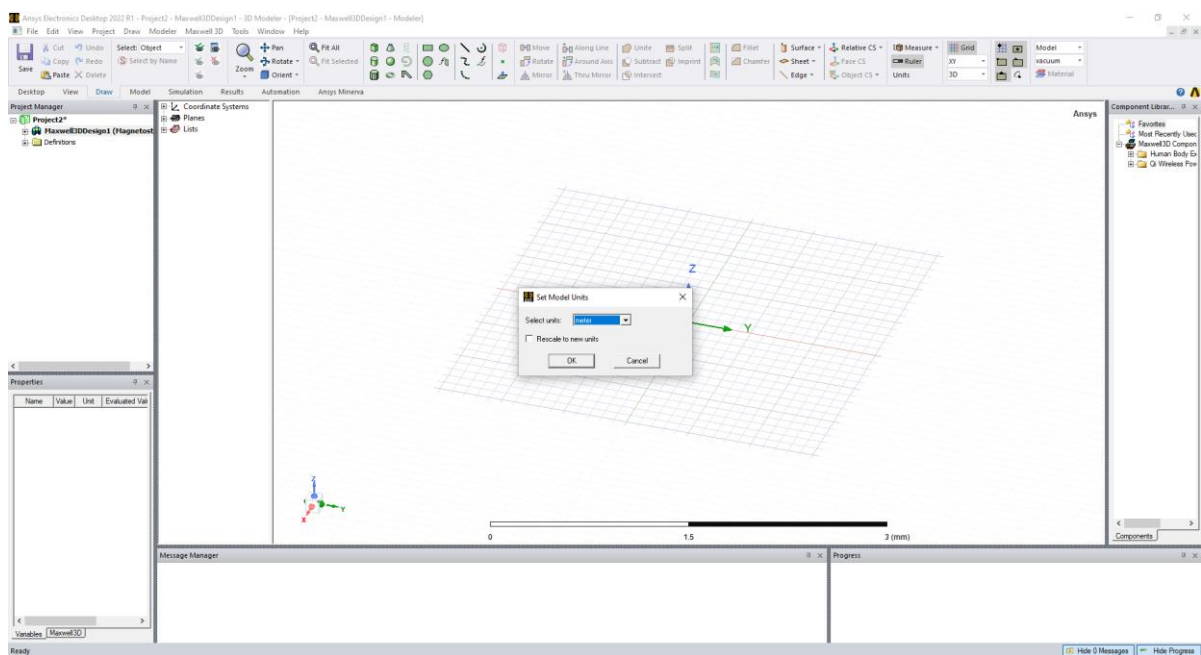 Ansys Electronics Desktop 2022 R1 - Project2 - Maxwell3DDesign1 - 3D Modeler - [Project2 - Maxwell3DDesign1 - Modeler]
File Edit View Project Draw Modeler Maxwell 3D Tools Window Help
Save
Cut Undo
Copy Redo
Paste Delete
Select: Object
Select by Name
Zoom
Pan
Rotate
Orient
Fit All
Fit Selected
Move Along Line Unite Split Fillet
Rotate Around Axis Subtract Imprint Chamfer
Mirror Thru Mirror Intersect
Surface Relative CS Measure Grid Model
Sheet Face CS Ruler XY vacuum
Edge Object CS Units 3D Material
Desktop View Draw Model Simulation Results Automation Ansys Minerva
Project Manager
Project2*
Maxwell3DDesign1 (Magnetost
Definitions
Coordinate Systems
Planes
Lists
Ansys
Component Librar...
Favorites
Most Recently Usec
Maxwell3D Compon
Human Body Ex
Qi Wireless Pow
Z
Y
Set Model Units
Select units: meter
Rescale to new units
OK Cancel
Properties
Name Value Unit Evaluated Val
Variables Maxwell3D
Z
Y
X
0 1.5 3 (mm)
Components
Message Manager
Progress
Ready
Hide 0 Messages Hide Progress